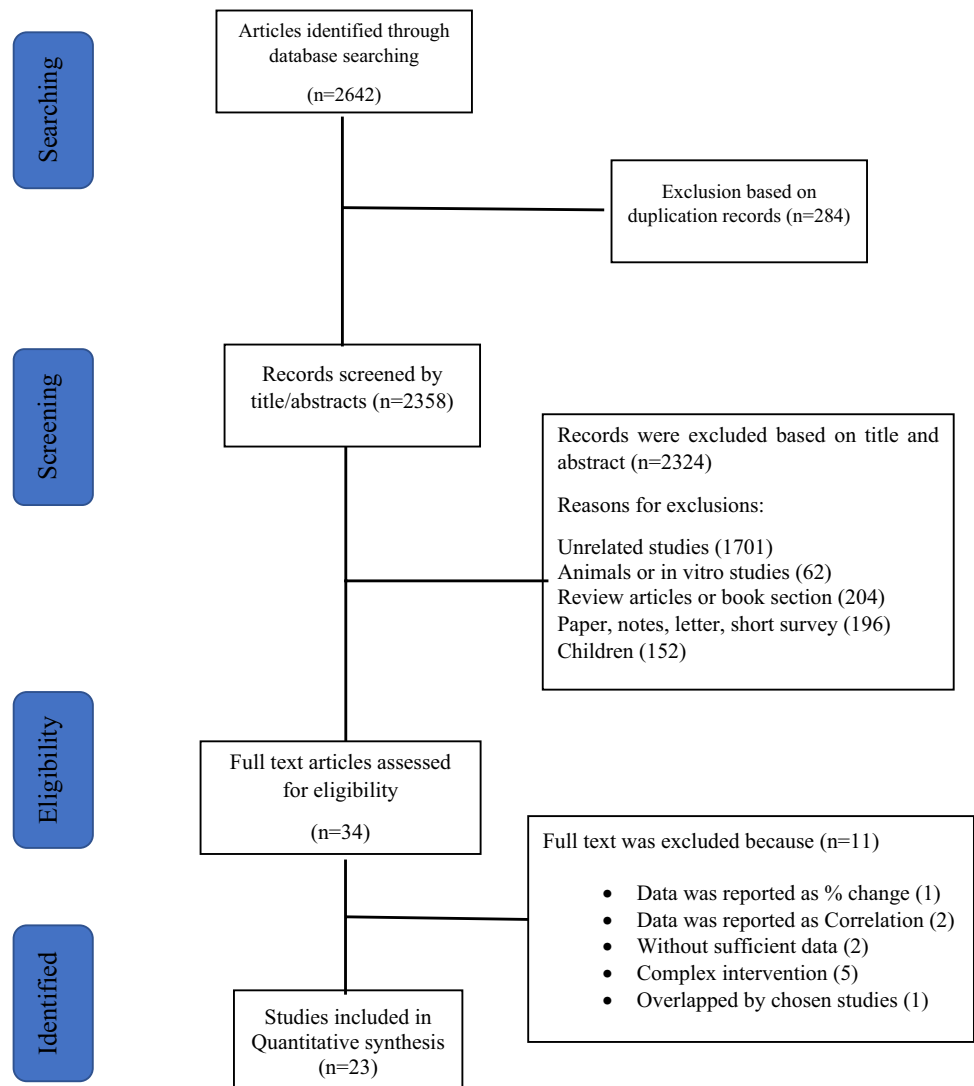 Searching
Articles identified through
database searching
(n=2642)
Exclusion based on
duplication records (n=284)
Screening
Records screened by
title/abstracts (n=2358)
Records were excluded based on title and
abstract (n=2324)
Reasons for exclusions:
Unrelated studies (1701)
Animals or in vitro studies (62)
Review articles or book section (204)
Paper, notes, letter, short survey (196)
Children (152)
Eligibility
Full text articles assessed
for eligibility
(n=34)
Full text was excluded because (n=11)
• Data was reported as % change (1)
• Data was reported as Correlation (2)
• Without sufficient data (2)
• Complex intervention (5)
• Overlapped by chosen studies (1)
Identified
Studies included in
Quantitative synthesis
(n=23)